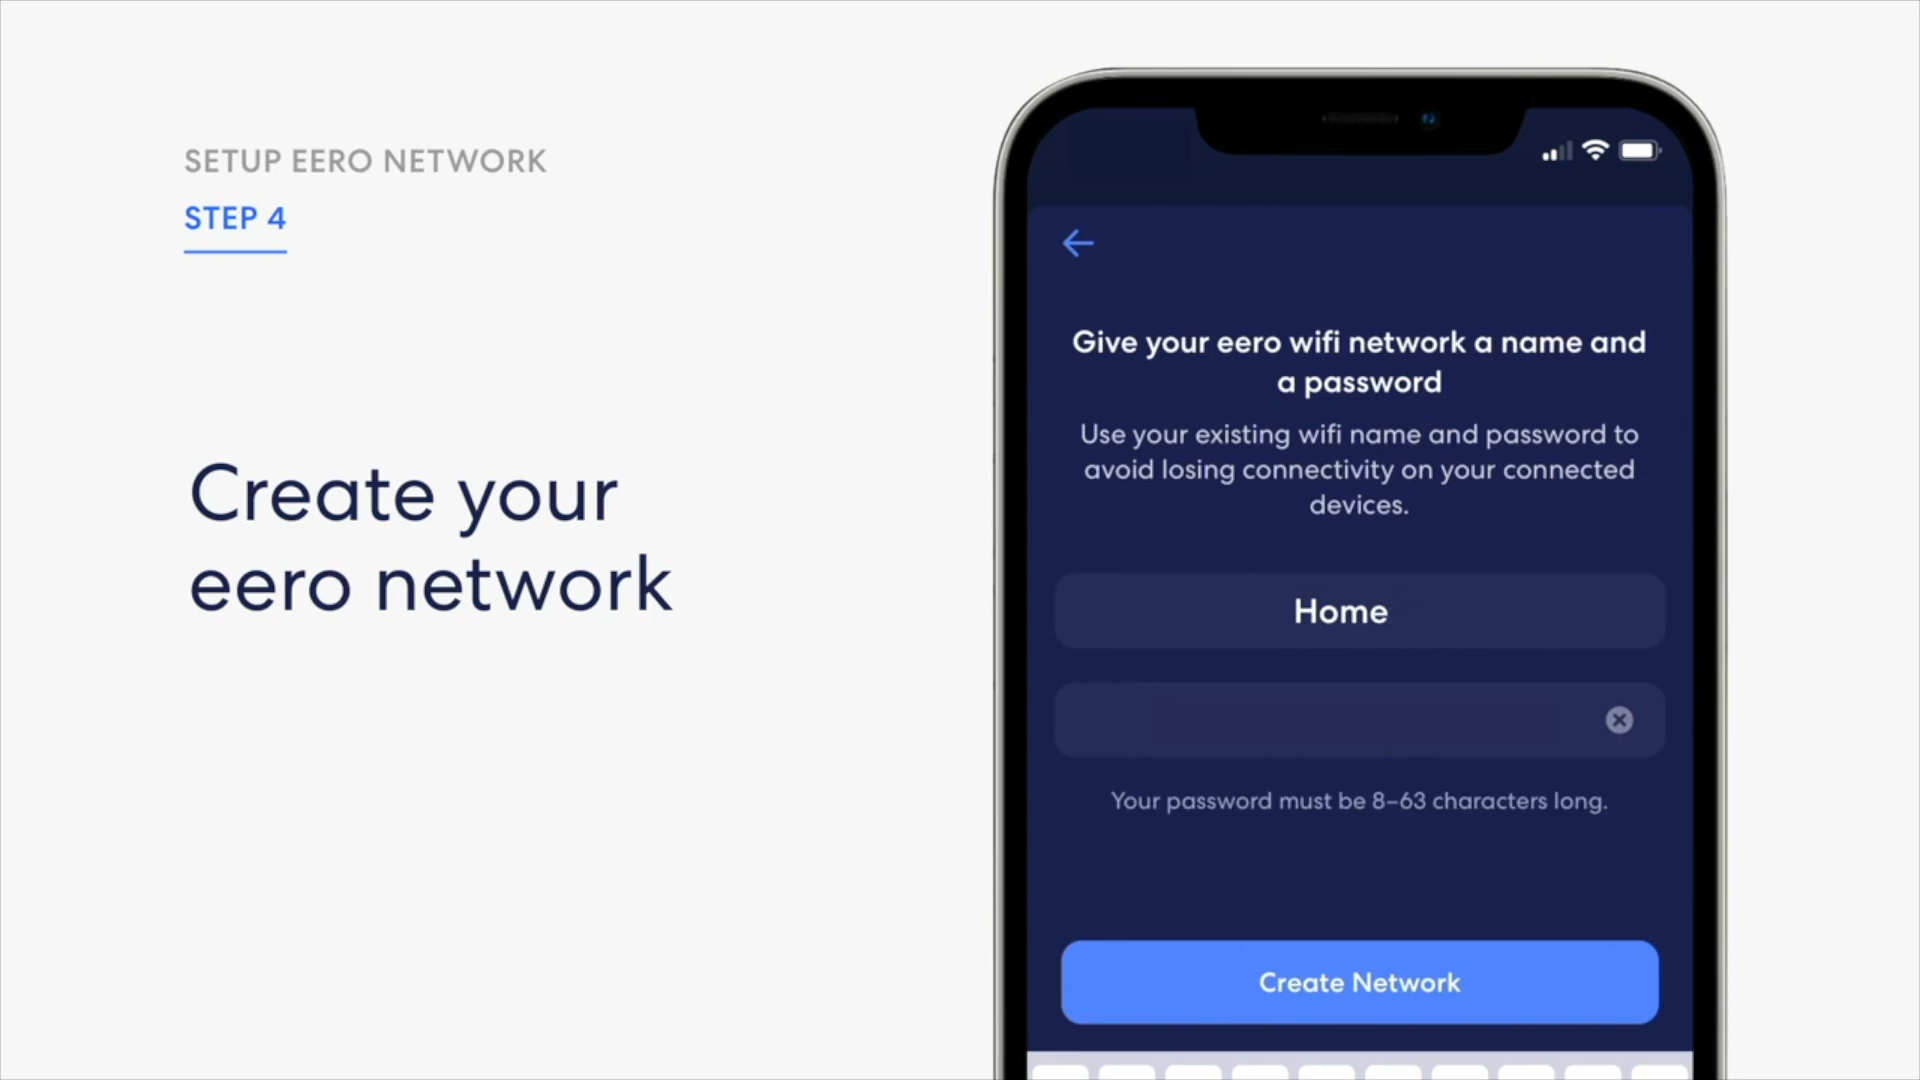 SETUP EERO NETWORK
STEP 4
Create your
eero network
Give your eero wifi network a name and
a password
Use your existing wifi name and password to
avoid losing connectivity on your connected
devices.
Home
Your password must be 8–63 characters long.
Create Network